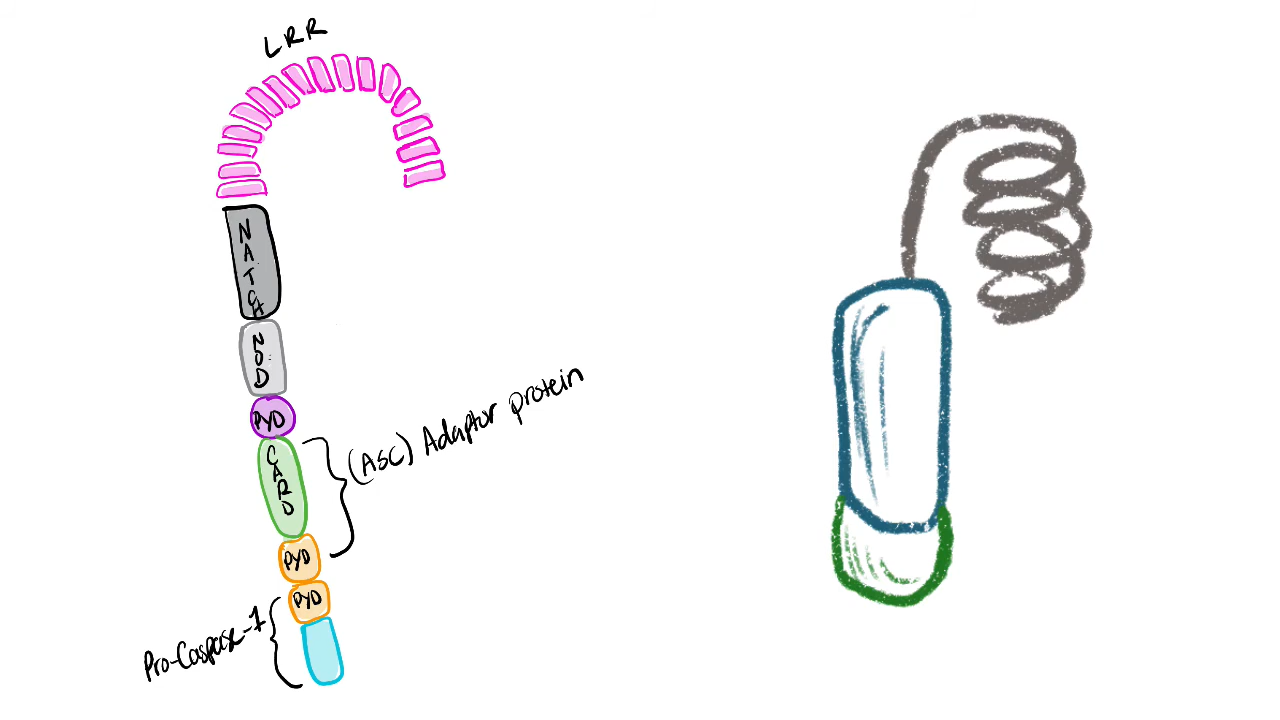 LRR
NATCH
NOD
PYD
CARD
(ASC) Adaptor protein
PYD
PYD
Pro-Caspase-1